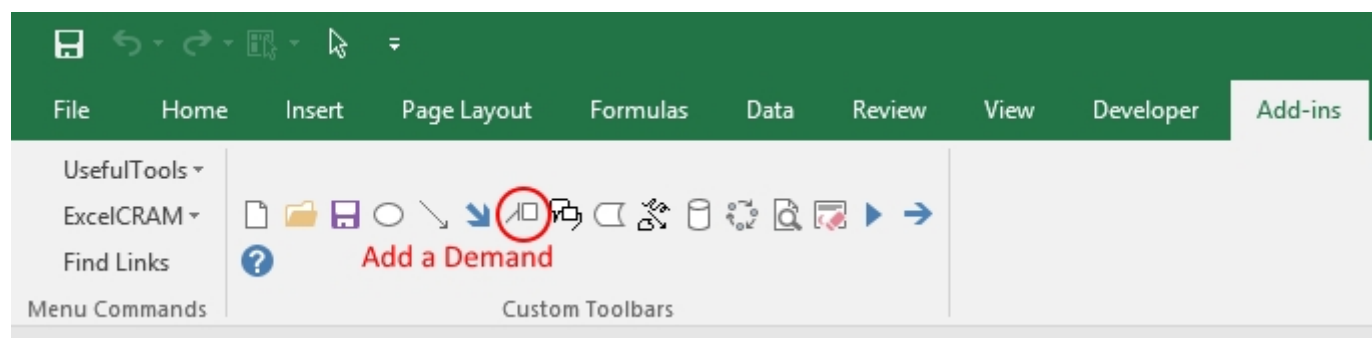 File Home Insert Page Layout Formulas Data Review View Developer Add-ins
UsefulTools
ExcelCRAM
Find Links
Add a Demand
Menu Commands
Custom Toolbars